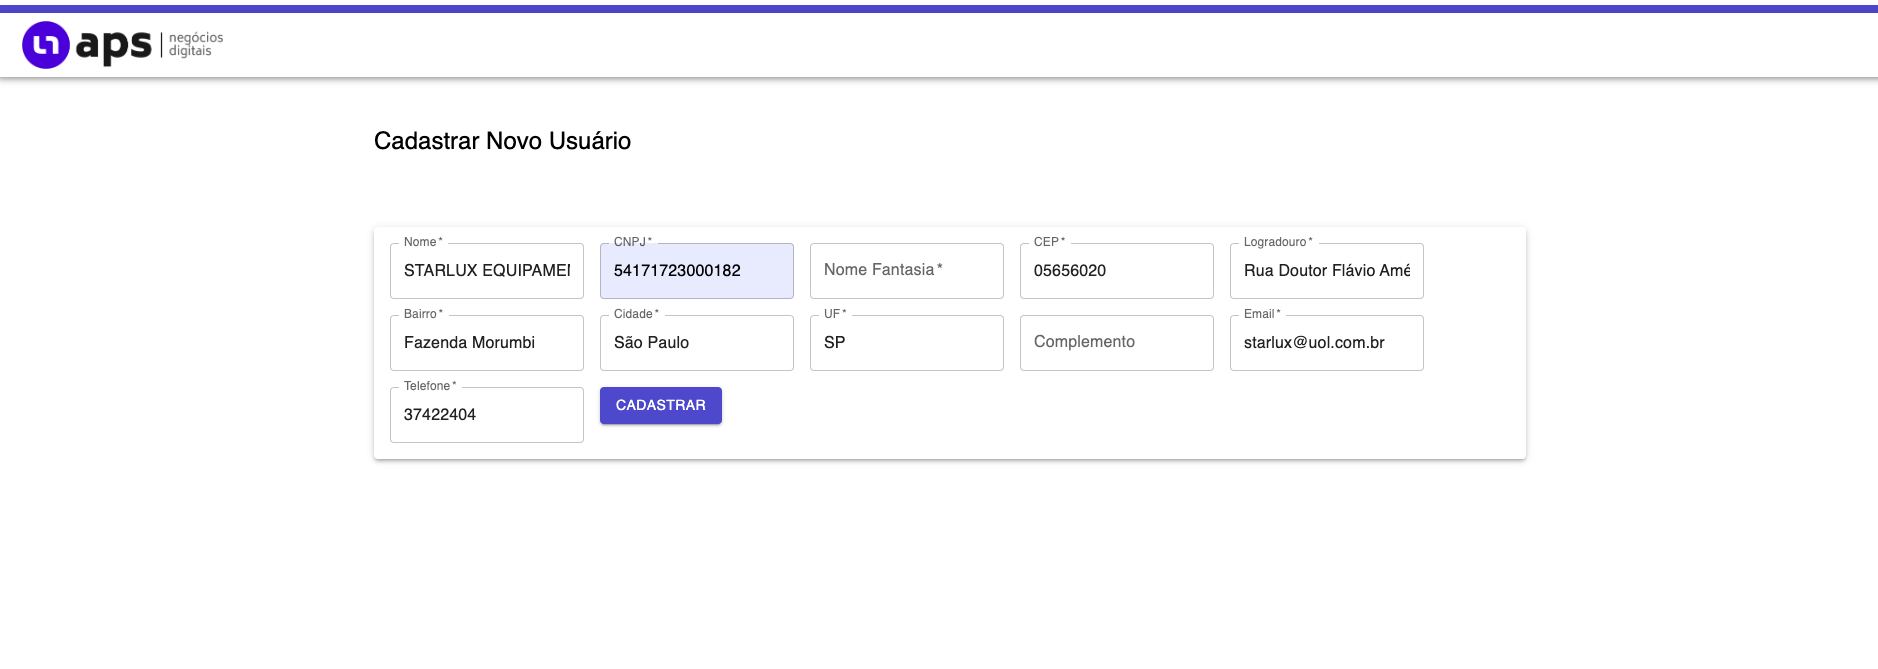 aps | negócios
digitais
Cadastrar Novo Usuário
Nome *
STARLUX EQUIPAMEN
CNPJ *
54171723000182
Nome Fantasia *
CEP *
05656020
Logradouro *
Rua Doutor Flávio Amé
Bairro *
Fazenda Morumbi
Cidade *
São Paulo
UF *
SP
Complemento
Email *
starlux@uol.com.br
Telefone *
37422404
CADASTRAR